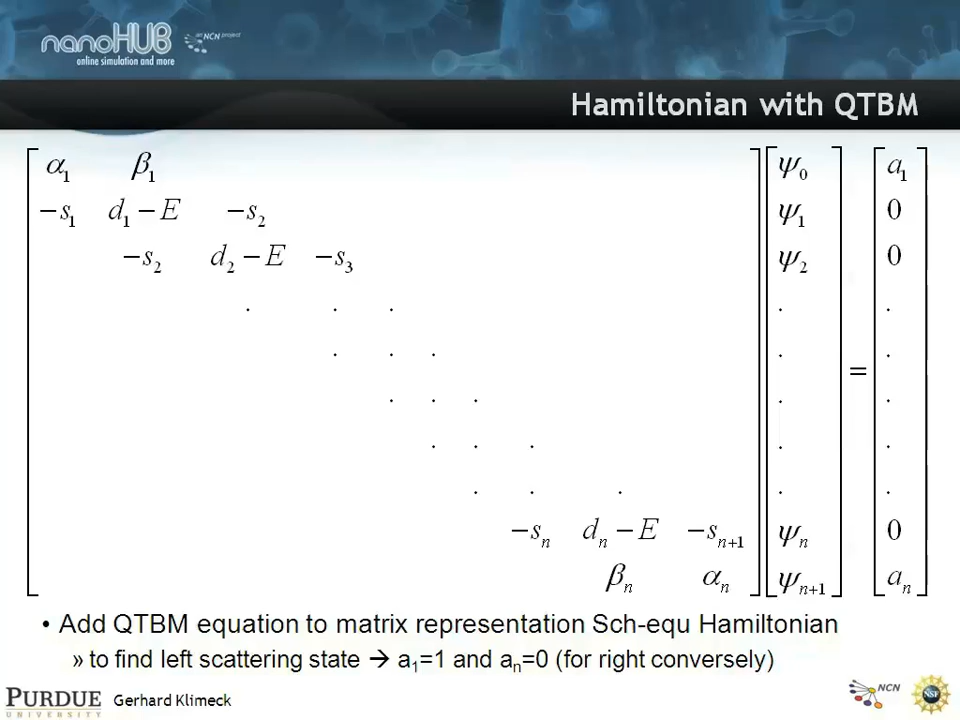 nanoHUB an NCN project
online simulation and more
Hamiltonian with QTBM
α₁ β₁ ψ₀ a₁
−s₁ d₁ − E −s₂ ψ₁ 0
−s₂ d₂ − E −s₃ ψ₂ 0
. . . . .
. . . . .
=
. . . . .
. . . . .
. . . . .
−sₙ dₙ − E −sₙ₊₁ ψₙ 0
βₙ αₙ ψₙ₊₁ aₙ
• Add QTBM equation to matrix representation Sch-equ Hamiltonian
» to find left scattering state → a₁=1 and aₙ=0 (for right conversely)
PURDUE
UNIVERSITY
Gerhard Klimeck
NCN
NSF